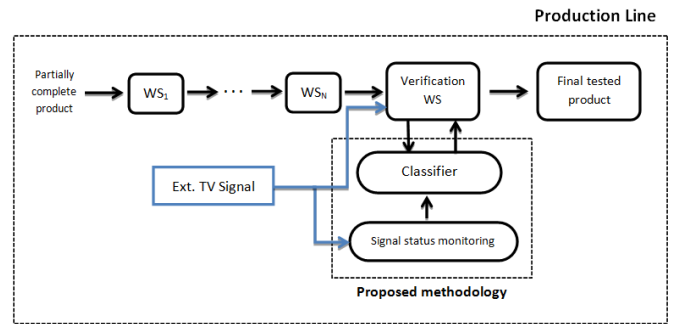 Production Line
Partially
complete
product
WS1
. . .
WSN
Verification
WS
Final tested
product
Ext. TV Signal
Classifier
Signal status monitoring
Proposed methodology